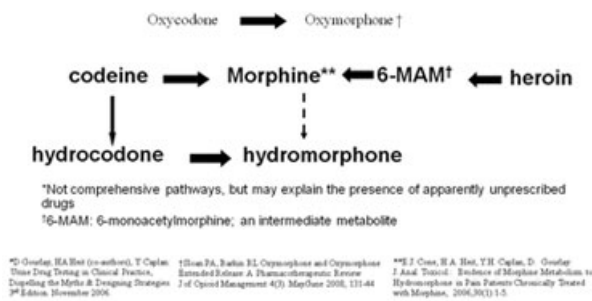 Oxycodone Oxymorphone†
codeine Morphine** 6-MAM† heroin
hydrocodone hydromorphone
*Not comprehensive pathways, but may explain the presence of apparently unprescribed
drugs
†6-MAM: 6-monoacetylmorphine; an intermediate metabolite
*D Gourlay, HA Heit (co-authors), Y Caplan.
Urine Drug Testing in Clinical Practice,
Dispelling the Myths & Designing Strategies
3rd Edition. November 2006
†Sloan PA, Barkin RL Oxymorphone and Oxymorphone
Extended Release: A Pharmacotherapeutic Review
J of Opioid Management 4(3) May/June 2008, 131-44
**E.J. Cone, H.A. Heit, Y.H. Caplan, D. Gourlay
J. Anal. Toxicol. Evidence of Morphine Metabolism to
Hydromorphone in Pain Patients Chronically Treated
with Morphine, 2006,30(1) 1-5.